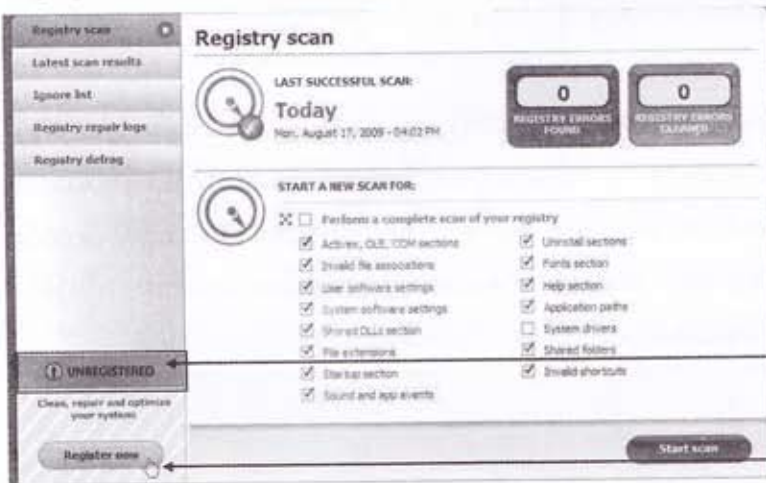 Registry scan
Latest scan results
Ignore list
Registry repair logs
Registry defrag
UNREGISTERED
Clean, repair and optimize
your system
Register now
Registry scan
LAST SUCCESSFUL SCAN:
Today
Mon, August 17, 2009 - 04:02 PM
0
REGISTRY ERRORS
FOUND
0
REGISTRY ERRORS
CLEANED
START A NEW SCAN FOR:
Perform a complete scan of your registry
ActiveX, OLE, COM sections
Invalid file associations
User software settings
System software settings
Shared DLLs section
File extensions
Startup section
Sound and app events
Uninstall sections
Fonts section
Help section
Application paths
System drivers
Shared folders
Invalid shortcuts
Start scan